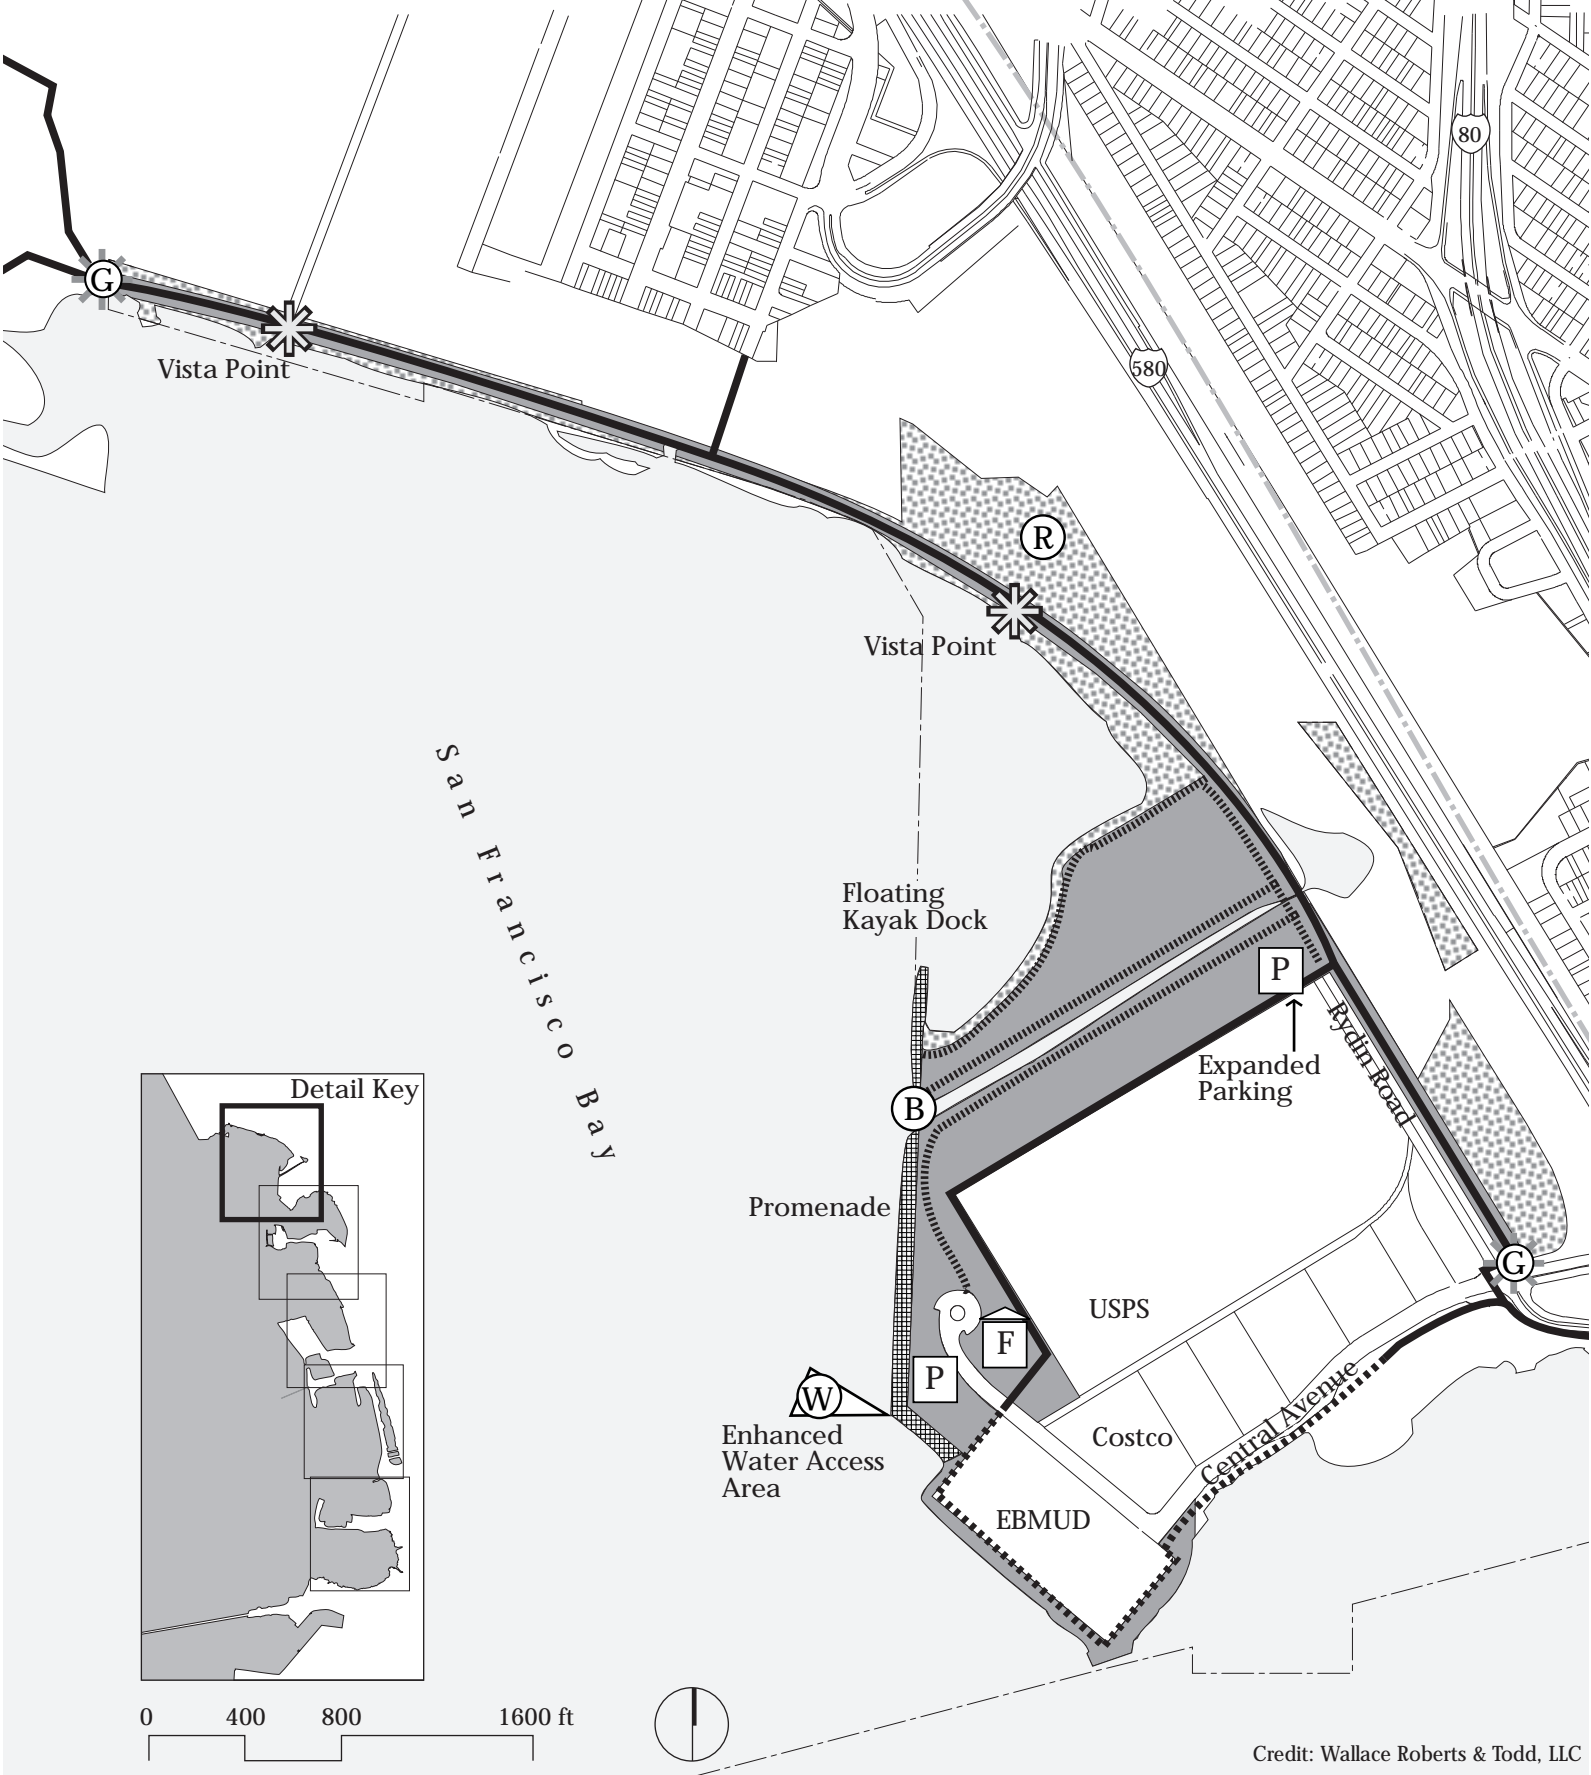 80
580
G
Vista Point
R
Vista Point
San Francisco Bay
Floating
Kayak Dock
P
Rydin Road
Expanded
Parking
B
Detail Key
Promenade
G
USPS
F
P
W
Enhanced
Water Access
Area
Costco
Central Avenue
EBMUD
0 400 800 1600 ft
Credit: Wallace Roberts & Todd, LLC